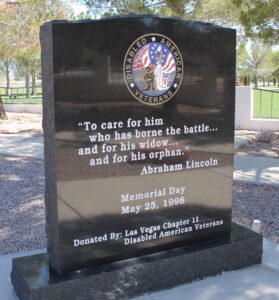 DISABLED AMERICAN
VETERANS
"To care for him
who has borne the battle...
and for his widow...
and for his orphan.
Abraham Lincoln
Memorial Day
May 25, 1998
Donated By: Las Vegas Chapter 11
Disabled American Veterans